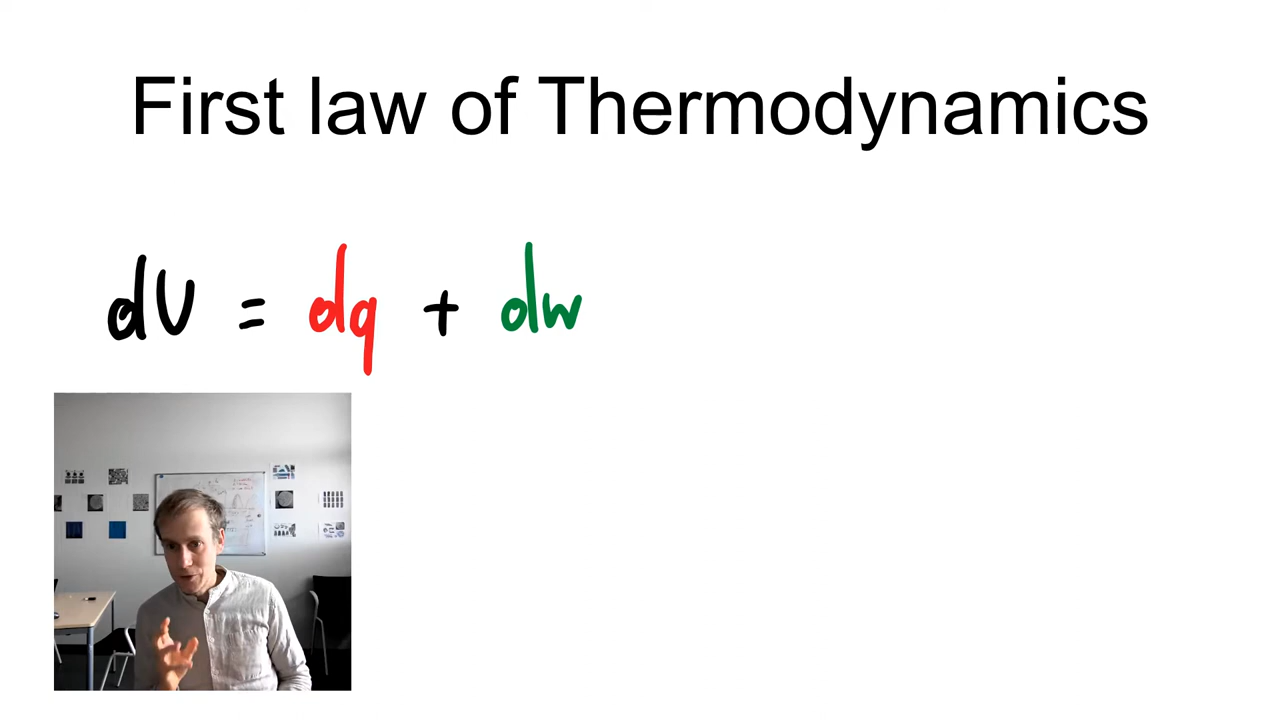 First law of Thermodynamics
dU = dq + dw